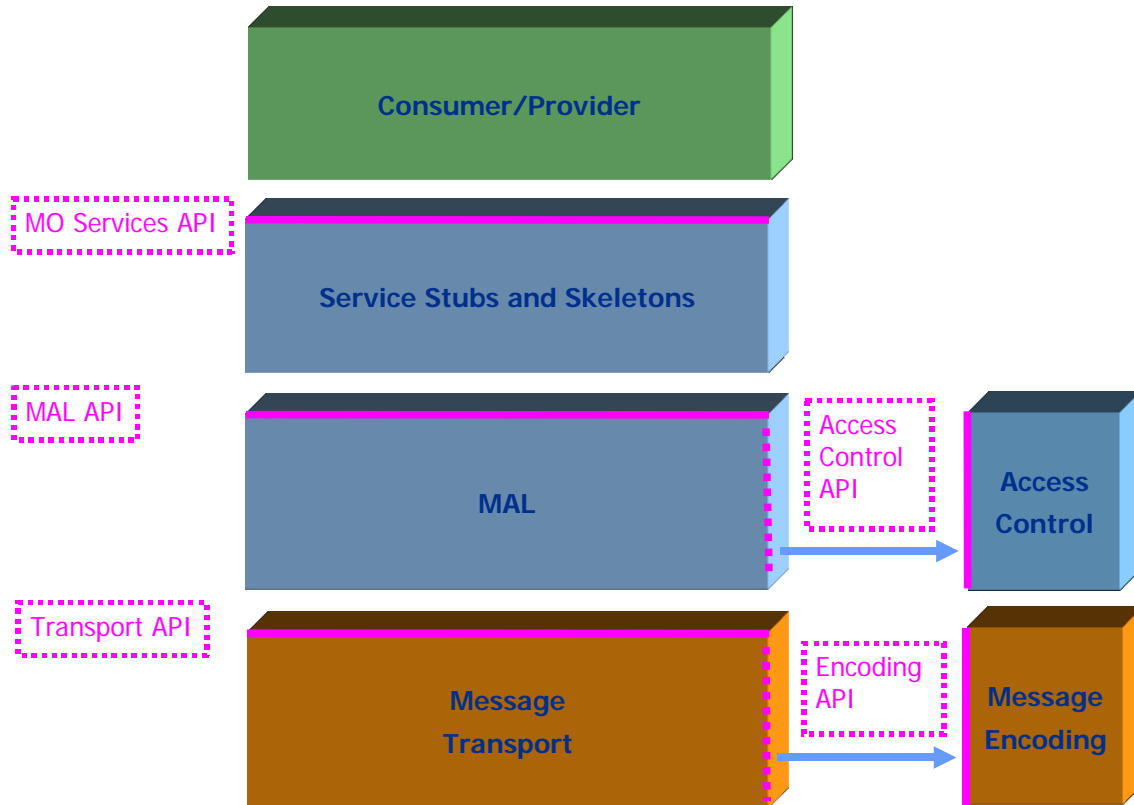 Consumer/Provider
MO Services API
Service Stubs and Skeletons
MAL API
MAL
Access
Control
API
Access
Control
Transport API
Message
Transport
Encoding
API
Message
Encoding